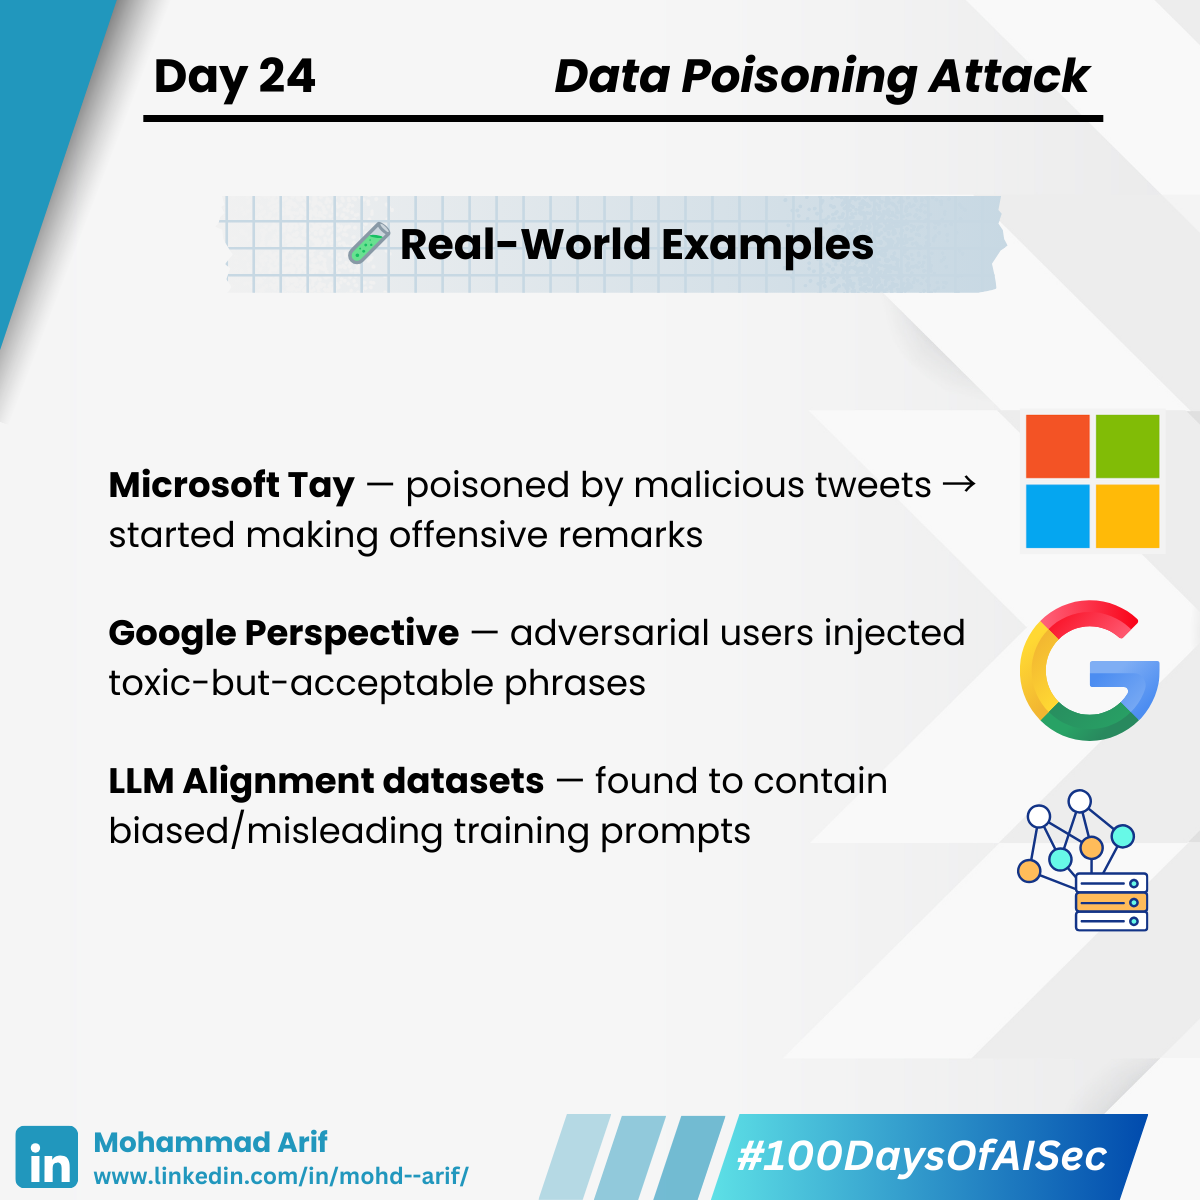 Day 24
Data Poisoning Attack
🧪 Real-World Examples
Microsoft Tay — poisoned by malicious tweets →
started making offensive remarks
Google Perspective — adversarial users injected
toxic-but-acceptable phrases
LLM Alignment datasets — found to contain
biased/misleading training prompts
in
Mohammad Arif
www.linkedin.com/in/mohd--arif/
#100DaysOfAISec